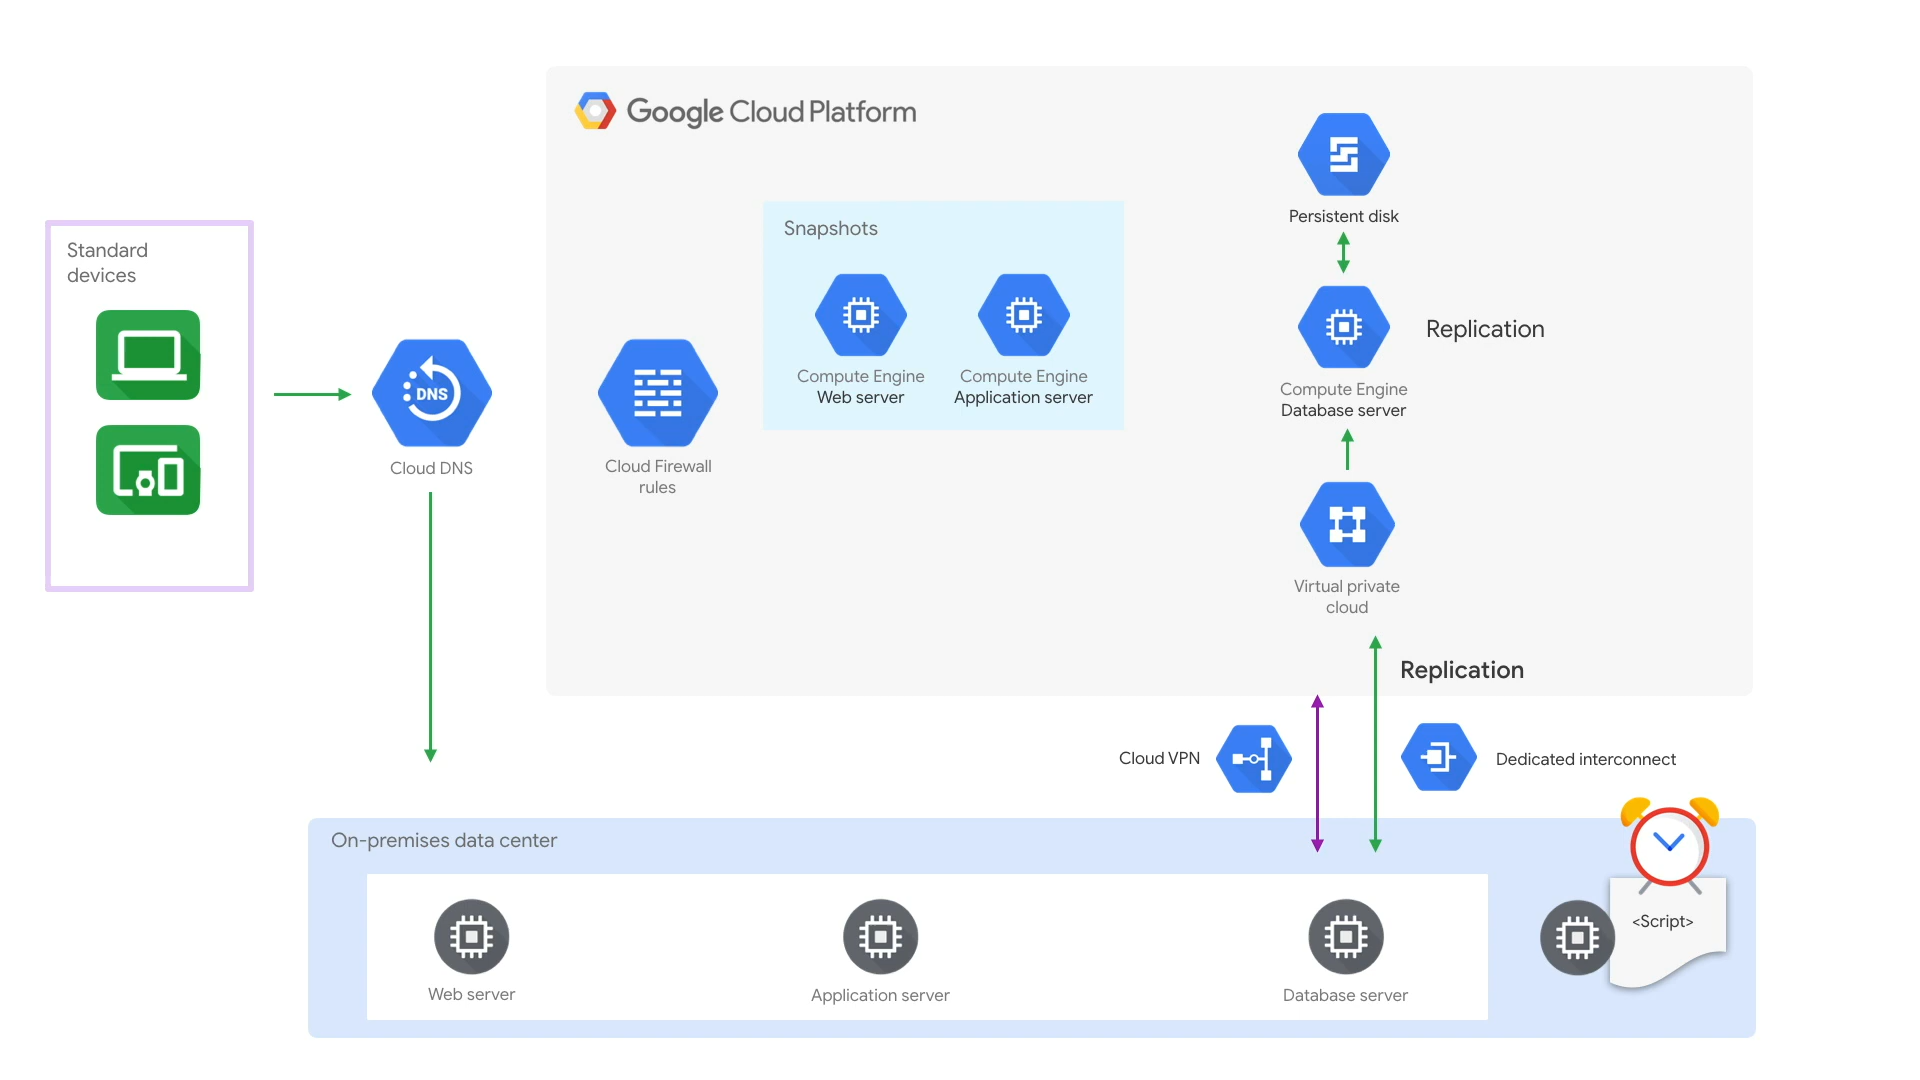 Google Cloud Platform
Standard
devices
DNS
Cloud DNS
Cloud Firewall
rules
Snapshots
Compute Engine
Web server
Compute Engine
Application server
Persistent disk
Compute Engine
Database server
Replication
Virtual private
cloud
Replication
Cloud VPN
Dedicated interconnect
On-premises data center
Web server
Application server
Database server
<Script>